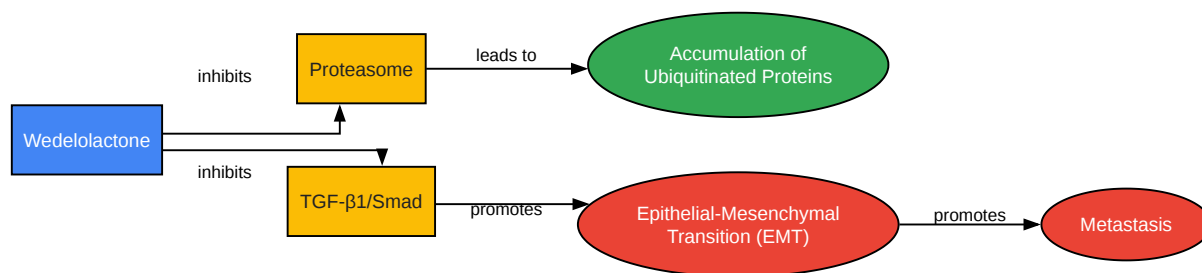 inhibits
Proteasome
leads to
Accumulation of
Ubiquitinated Proteins
Wedelolactone
inhibits
TGF-β1/Smad
promotes
Epithelial-Mesenchymal
Transition (EMT)
promotes
Metastasis